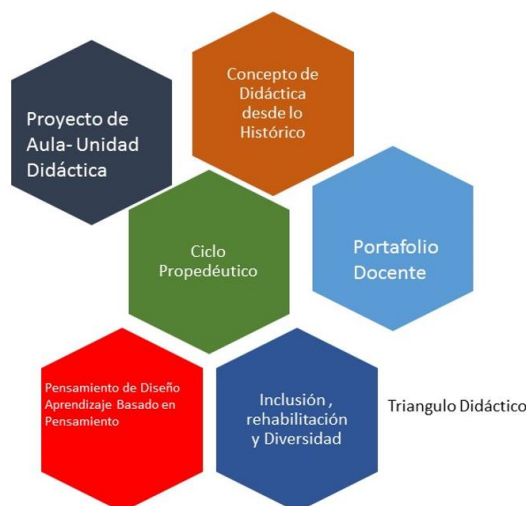 Concepto de
Didáctica
desde lo
Histórico
Proyecto de
Aula- Unidad
Didáctica
Ciclo
Propedéutico
Portafolio
Docente
Pensamiento de Diseño
Aprendizaje Basado en
Pensamiento
Inclusión ,
rehabilitación
y Diversidad
Triangulo Didáctico